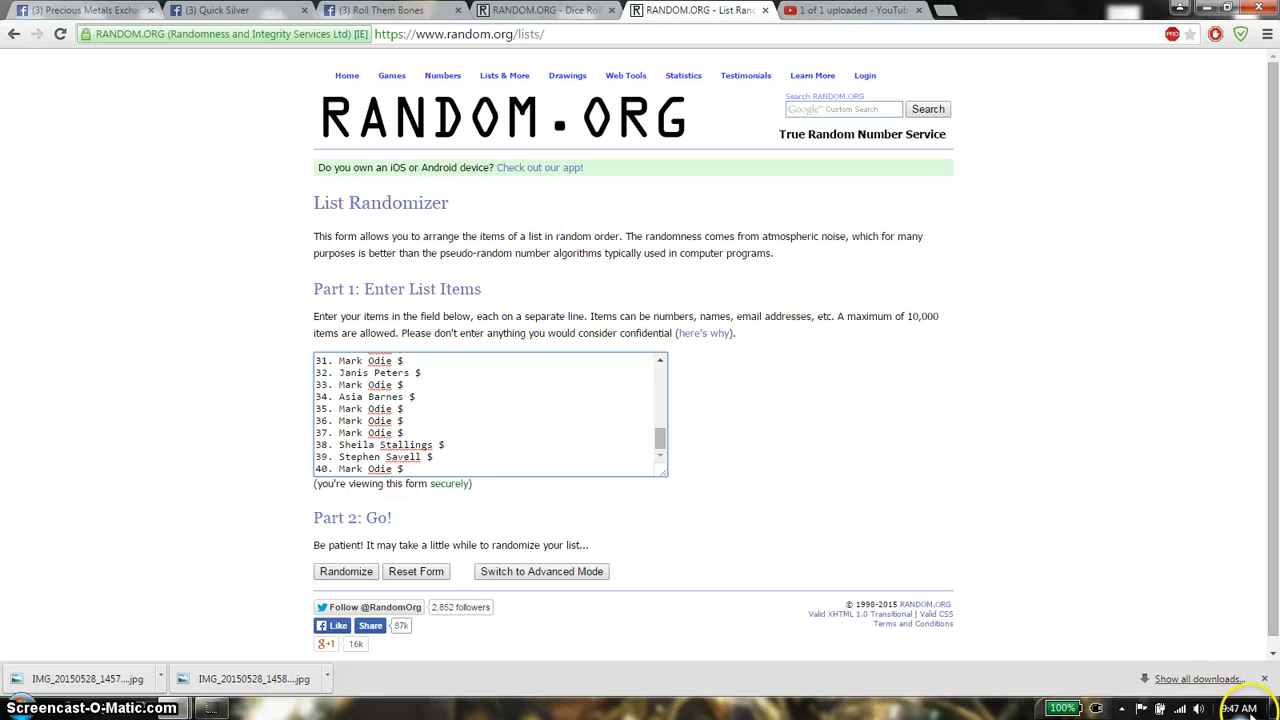 (3) Precious Metals Excha
(3) Quick Silver
(3) Roll Them Bones
RANDOM.ORG - Dice Roll
RANDOM.ORG - List Ran
1 of 1 uploaded - YouTub
RANDOM.ORG (Randomness and Integrity Services Ltd) [IE] https://www.random.org/lists/
PRO
Home Games Numbers Lists & More Drawings Web Tools Statistics Testimonials Learn More Login
Search RANDOM.ORG
RANDOM.ORG
Google™ Custom Search Search
True Random Number Service
Do you own an iOS or Android device? Check out our app!
List Randomizer
This form allows you to arrange the items of a list in random order. The randomness comes from atmospheric noise, which for many
purposes is better than the pseudo-random number algorithms typically used in computer programs.
Part 1: Enter List Items
Enter your items in the field below, each on a separate line. Items can be numbers, names, email addresses, etc. A maximum of 10,000
items are allowed. Please don't enter anything you would consider confidential (here's why).
31. Mark Odie $
32. Janis Peters $
33. Mark Odie $
34. Asia Barnes $
35. Mark Odie $
36. Mark Odie $
37. Mark Odie $
38. Sheila Stallings $
39. Stephen Savell $
40. Mark Odie $
(you're viewing this form securely)
Part 2: Go!
Be patient! It may take a little while to randomize your list...
Randomize Reset Form Switch to Advanced Mode
Follow @RandomOrg 2,852 followers
Like Share 87k
g+1 16k
© 1998-2015 RANDOM.ORG
Valid XHTML 1.0 Transitional | Valid CSS
Terms and Conditions
IMG_20150528_1457....jpg
IMG_20150528_1458....jpg
Show all downloads...
Screencast-O-Matic.com
100%
9:47 AM